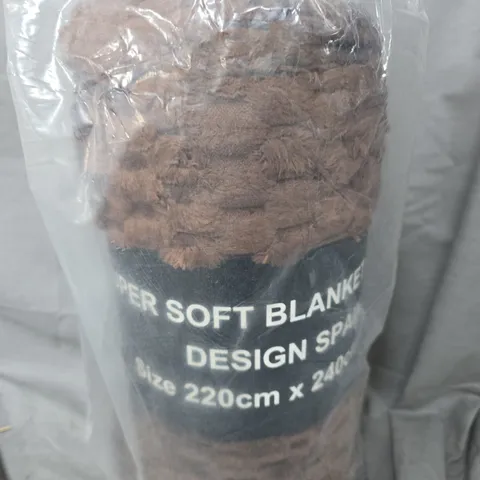 PER SOFT BLANKE
DESIGN SPA
Size 220cm x 240c